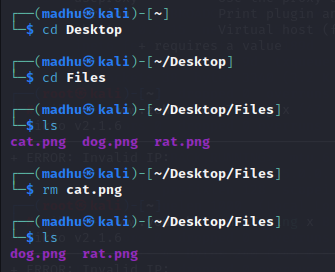 ┌──(madhu㉿kali)-[~]
└─$ cd Desktop
┌──(madhu㉿kali)-[~/Desktop]
└─$ cd Files
┌──(madhu㉿kali)-[~/Desktop/Files]
└─$ ls
cat.png dog.png rat.png
┌──(madhu㉿kali)-[~/Desktop/Files]
└─$ rm cat.png
┌──(madhu㉿kali)-[~/Desktop/Files]
└─$ ls
dog.png rat.png